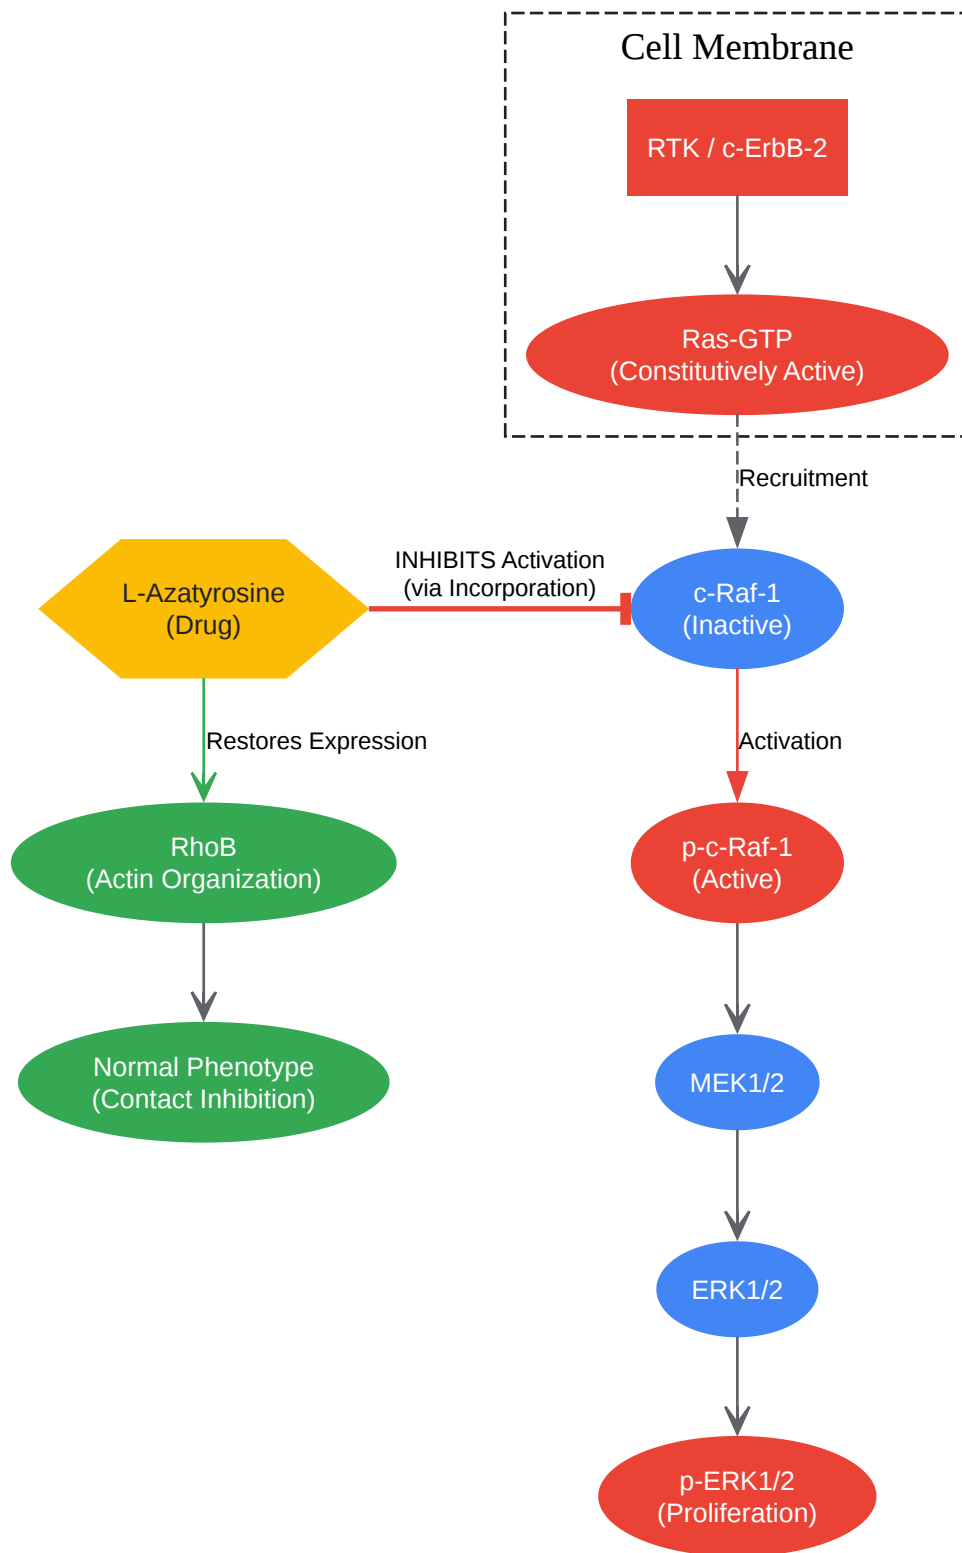 Cell Membrane
RTK / c-ErbB-2
Ras-GTP
(Constitutively Active)
Recruitment
L-Azatyrosine
(Drug)
INHIBITS Activation
(via Incorporation)
c-Raf-1
(Inactive)
Restores Expression
Activation
RhoB
(Actin Organization)
p-c-Raf-1
(Active)
Normal Phenotype
(Contact Inhibition)
MEK1/2
ERK1/2
p-ERK1/2
(Proliferation)